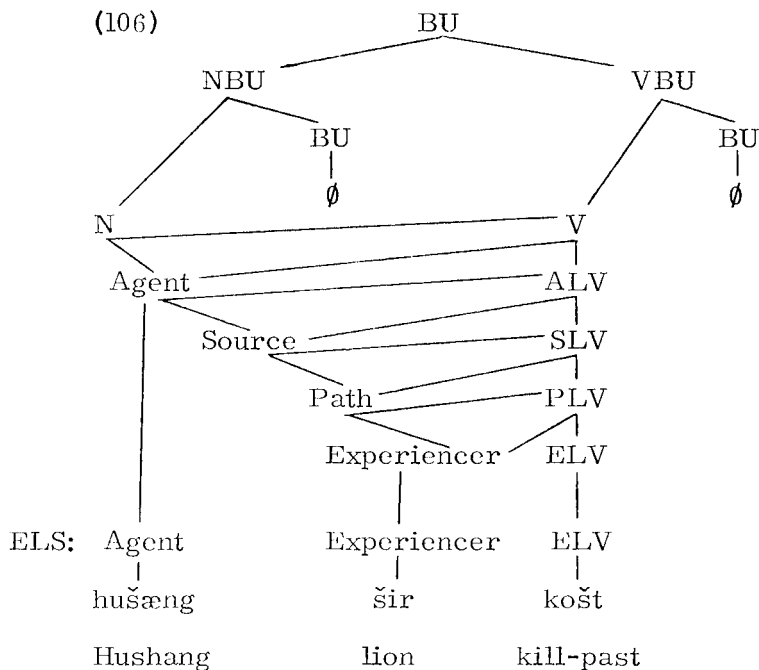 (106) BU
NBU VBU
BU BU
∅ ∅
N V
Agent ALV
Source SLV
Path PLV
Experiencer ELV
ELS: Agent Experiencer ELV
hušæng šir košt
Hushang lion kill-past